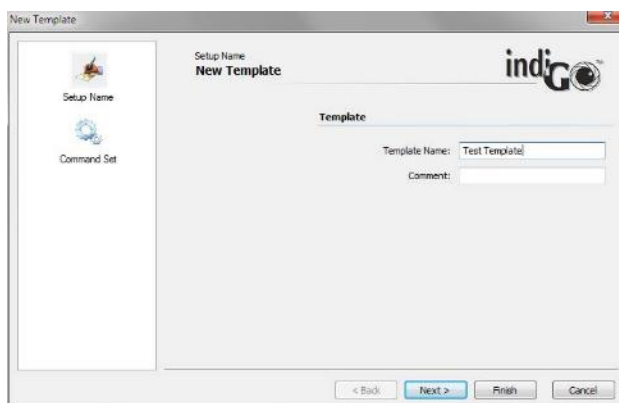 New Template
Setup Name
New Template
indiGO™
Setup Name
Command Set
Template
Template Name: Test Template
Comment:
< Back Next > Finish Cancel